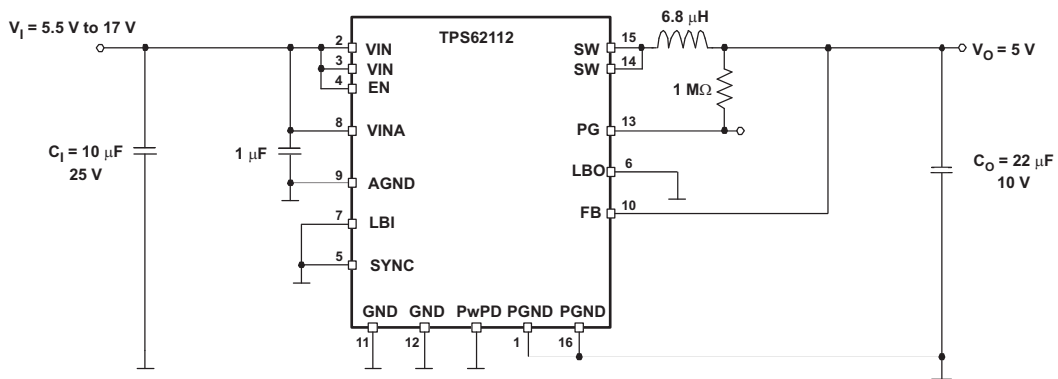 V_I = 5.5 V to 17 V
TPS62112
6.8 µH
V_O = 5 V
2 VIN
3 VIN
4 EN
8 VINA
9 AGND
7 LBI
5 SYNC
SW 15
SW 14
1 MΩ
PG 13
LBO 6
FB 10
C_I = 10 µF
25 V
1 µF
C_O = 22 µF
10 V
GND GND PwPD PGND PGND
11 12 1 16